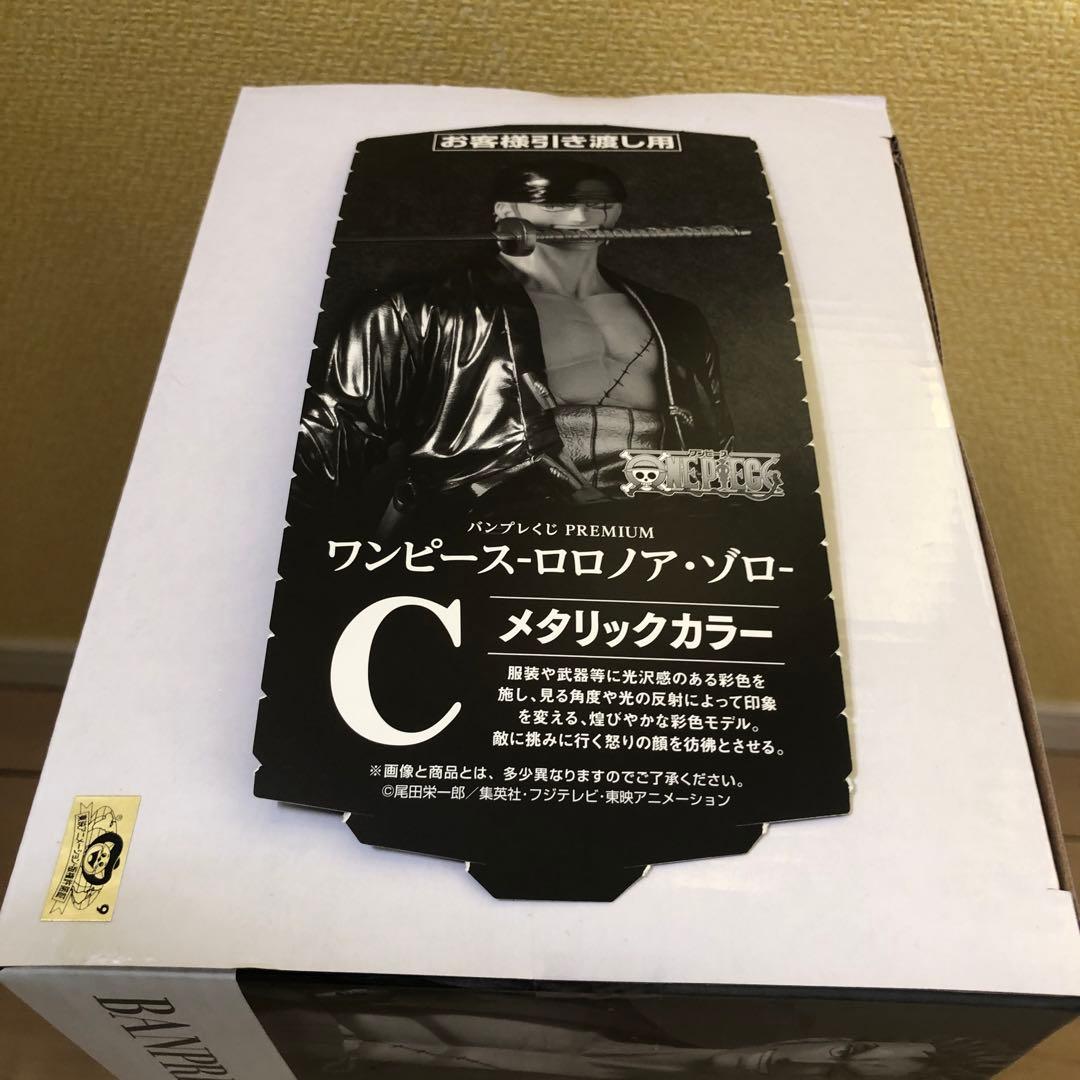 お客様引き渡し用
ワンピース
ONE PIECE
バンプレくじ PREMIUM
ワンピース-ロロノア・ゾロ-
C
メタリックカラー
服装や武器等に光沢感のある彩色を
施し、見る角度や光の反射によって印象
を変える、煌びやかな彩色モデル。
敵に挑みに行く怒りの顔を彷彿とさせる。
※画像と商品とは、多少異なりますのでご了承ください。
©尾田栄一郎／集英社・フジテレビ・東映アニメーション
9
BANPRE